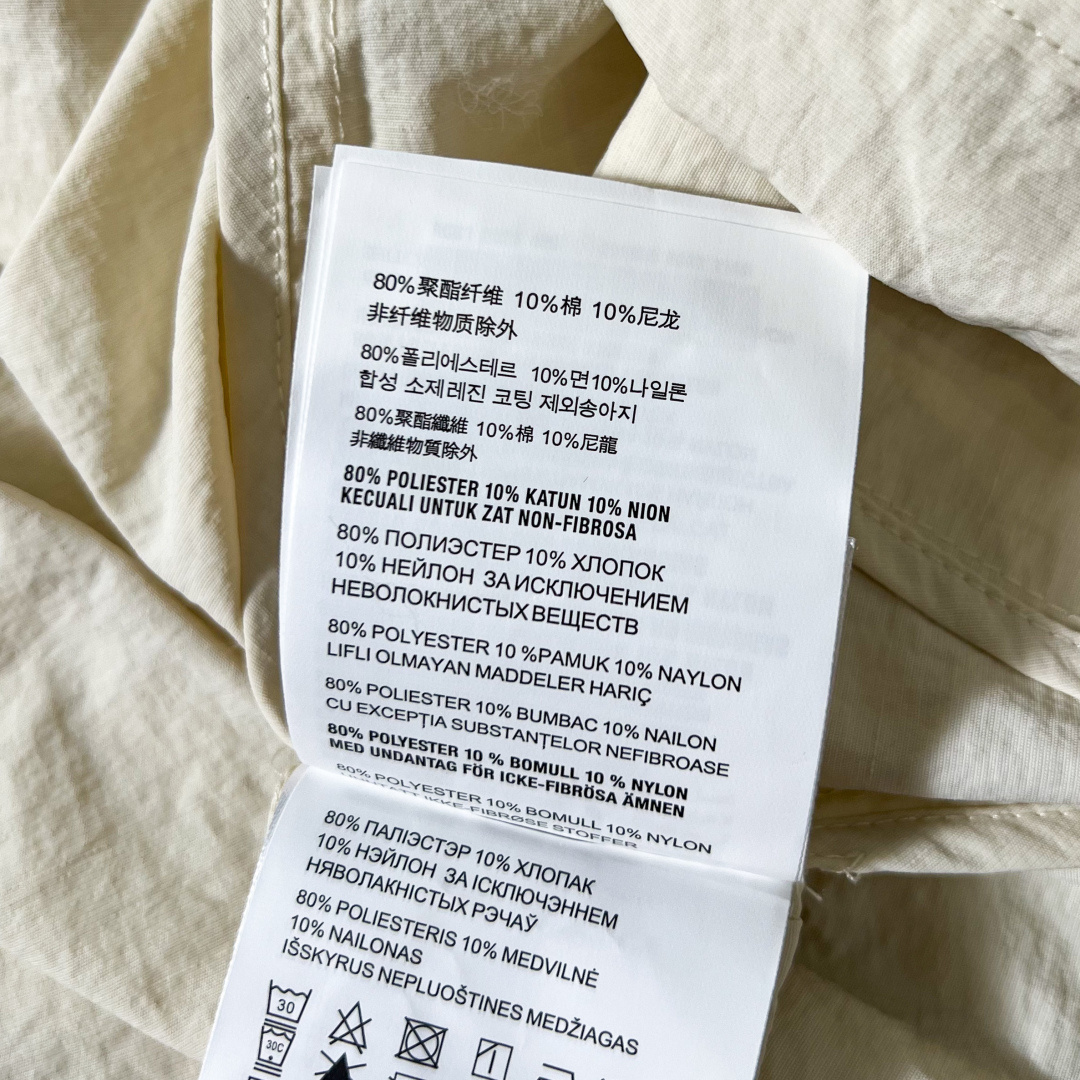 80%聚酯纤维 10%棉 10%尼龙
非纤维物质除外
80%폴리에스테르 10%면10%나일론
합성 소제레진 코팅 제외송아지
80%聚酯纖維 10%棉 10%尼龍
非纖維物質除外
80% POLIESTER 10% KATUN 10% NION
KECUALI UNTUK ZAT NON-FIBROSA
80% ПОЛИЭСТЕР 10% ХЛОПОК
10% НЕЙЛОН ЗА ИСКЛЮЧЕНИЕМ
НЕВОЛОКНИСТЫХ ВЕЩЕСТВ
80% POLYESTER 10 %PAMUK 10% NAYLON
LIFLI OLMAYAN MADDELER HARIÇ
80% POLIESTER 10% BUMBAC 10% NAILON
CU EXCEPŢIA SUBSTANŢELOR NEFIBROASE
80% POLYESTER 10 % BOMULL 10 % NYLON
MED UNDANTAG FÖR ICKE-FIBRÖSA ÄMNEN
80% POLYESTER 10% BOMULL 10% NYLON
IKKE-FIBRØSE STOFFER
80% ПАЛІЭСТЭР 10% ХЛОПАК
10% НЭЙЛОН ЗА ІСКЛЮЧЭННЕМ
НЯВОЛАКНІСТЫХ РЭЧАЎ
80% POLIESTERIS 10% MEDVILNĖ
10% NAILONAS
IŠSKYRUS NEPLUOŠTINES MEDŽIAGAS
30
30C